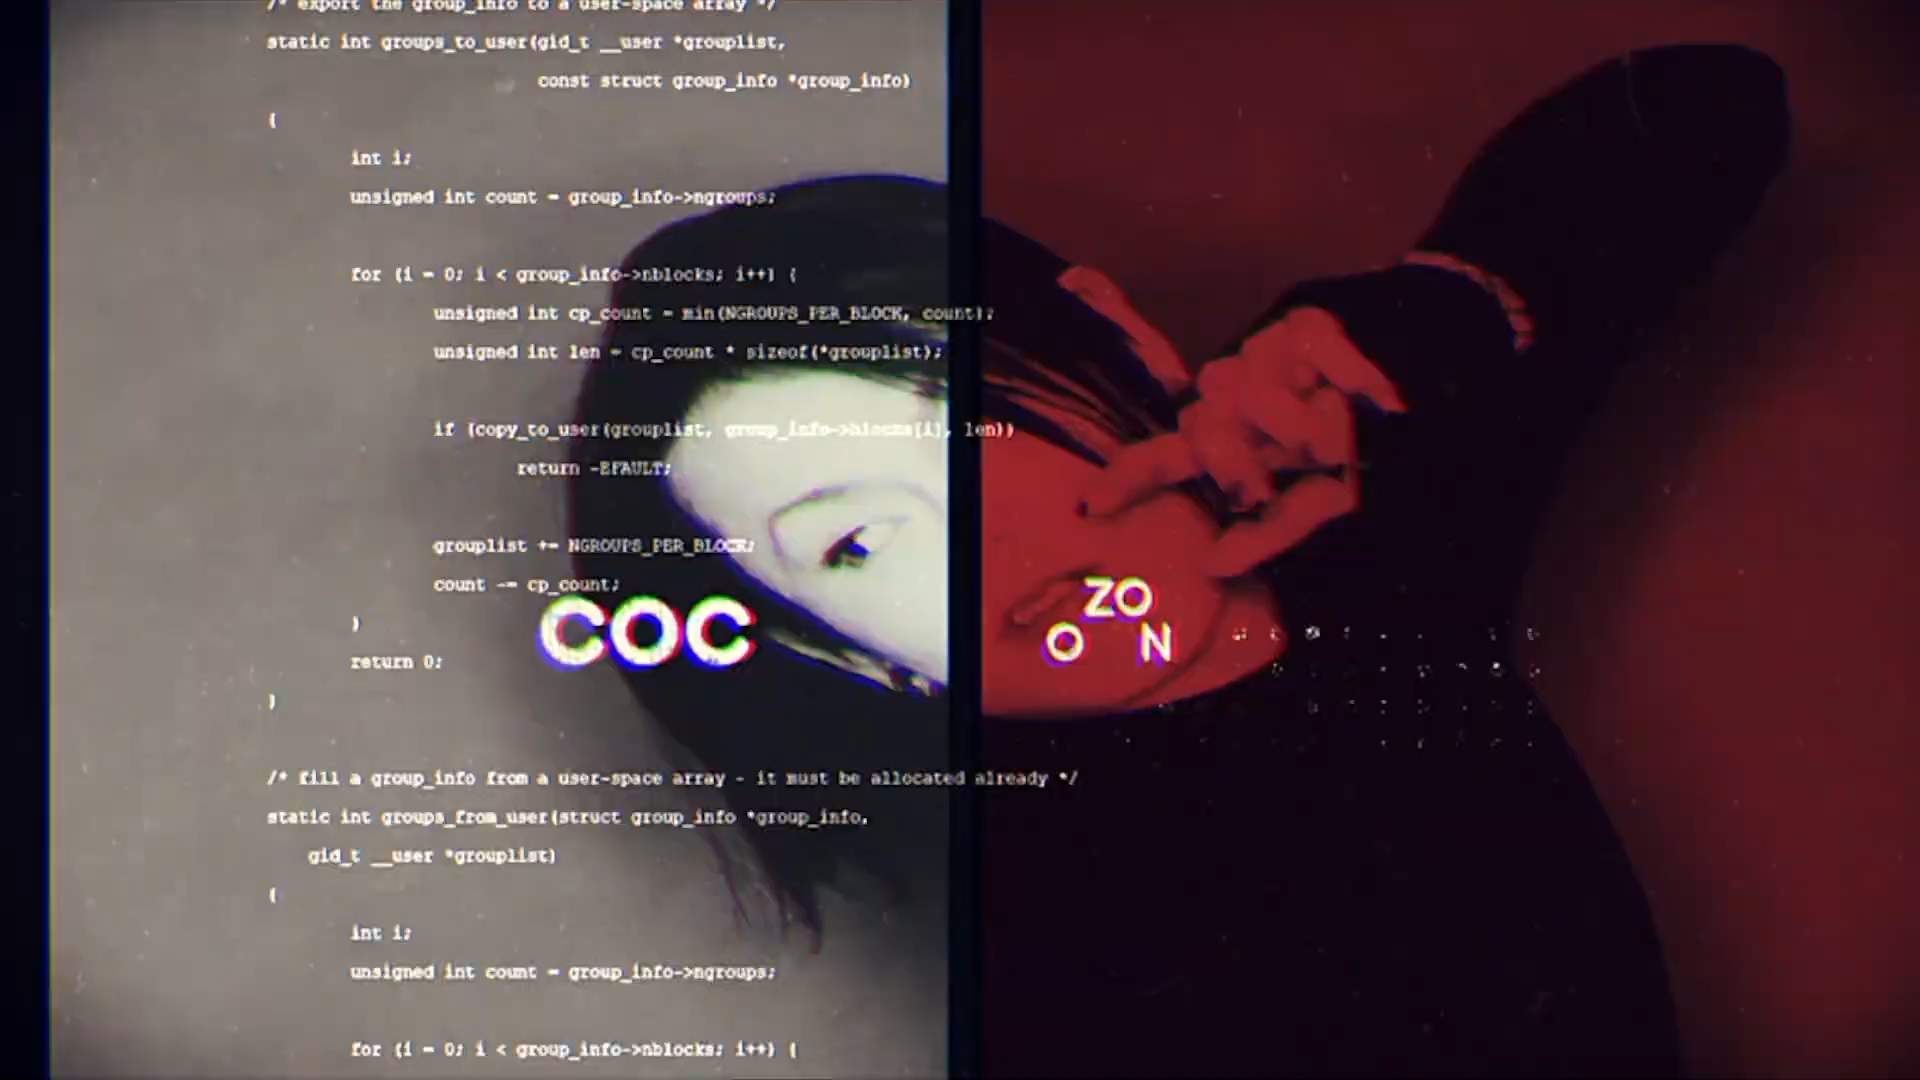 /* export the group_info to a user-space array */
static int groups_to_user(gid_t __user *grouplist,
const struct group_info *group_info)
{
int i;
unsigned int count = group_info->ngroups;
for (i = 0; i < group_info->nblocks; i++) {
unsigned int cp_count = min(NGROUPS_PER_BLOCK, count);
unsigned int len = cp_count * sizeof(*grouplist);
if (copy_to_user(grouplist, group_info->blocks[i], len))
return -EFAULT;
grouplist += NGROUPS_PER_BLOCK;
count -= cp_count;
}
return 0;
}
COC
ZO
O N
/* fill a group_info from a user-space array - it must be allocated already */
static int groups_from_user(struct group_info *group_info,
gid_t __user *grouplist)
{
int i;
unsigned int count = group_info->ngroups;
for (i = 0; i < group_info->nblocks; i++) {